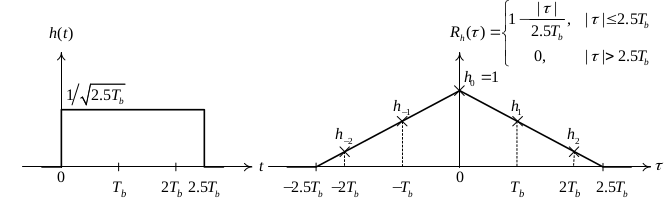 h(t)
1/√2.5T_b
0
T_b
2T_b
2.5T_b
t
R_h(τ) = { 1 − |τ|/2.5T_b, |τ| ≤ 2.5T_b
0, |τ| > 2.5T_b
h_0 = 1
h_−1
h_1
h_−2
h_2
−2.5T_b
−2T_b
−T_b
0
T_b
2T_b
2.5T_b
τ